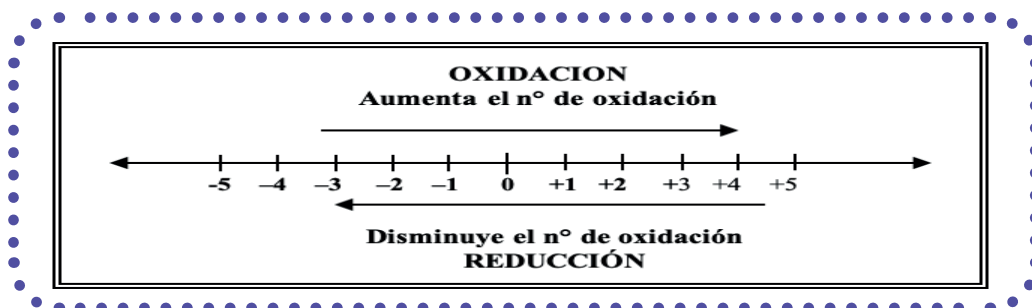 OXIDACION
Aumenta el n° de oxidación
-5 –4 –3 –2 –1 0 +1 +2 +3 +4 +5
Disminuye el n° de oxidación
REDUCCIÓN